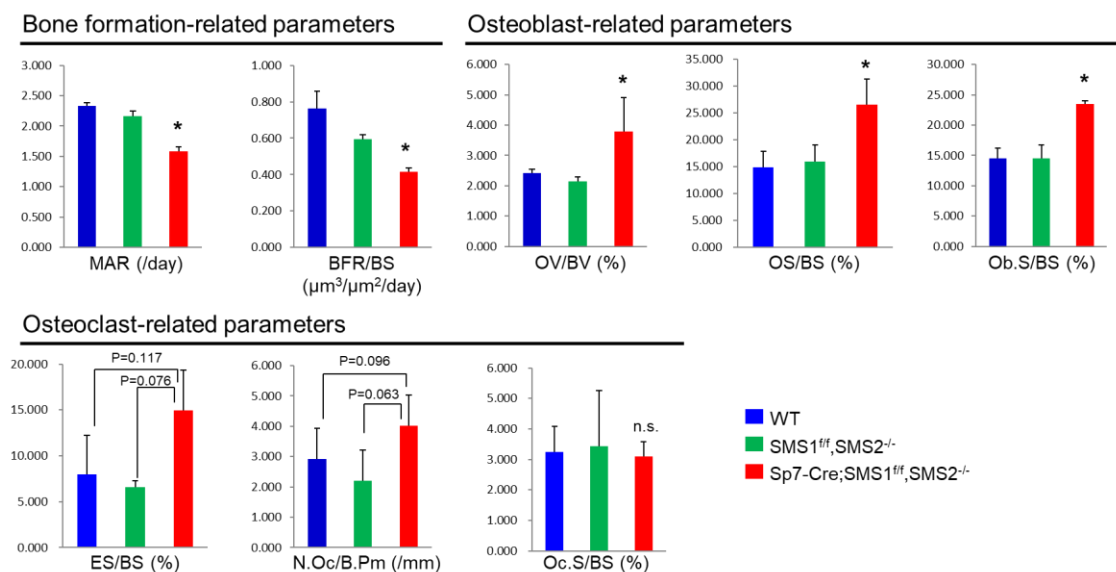 Bone formation-related parameters
Osteoblast-related parameters
3.000
2.500
2.000
1.500
1.000
0.500
0.000
*
MAR (/day)
1.000
0.800
0.600
0.400
0.200
0.000
*
BFR/BS
(µm³/µm²/day)
6.000
5.000
4.000
3.000
2.000
1.000
0.000
*
OV/BV (%)
35.000
30.000
25.000
20.000
15.000
10.000
5.000
0.000
*
OS/BS (%)
30.000
25.000
20.000
15.000
10.000
5.000
0.000
*
Ob.S/BS (%)
Osteoclast-related parameters
20.000
15.000
10.000
5.000
0.000
P=0.117
P=0.076
ES/BS (%)
6.000
5.000
4.000
3.000
2.000
1.000
0.000
P=0.096
P=0.063
N.Oc/B.Pm (/mm)
6.000
5.000
4.000
3.000
2.000
1.000
0.000
n.s.
Oc.S/BS (%)
WT
SMS1f/f,SMS2-/-
Sp7-Cre;SMS1f/f,SMS2-/-